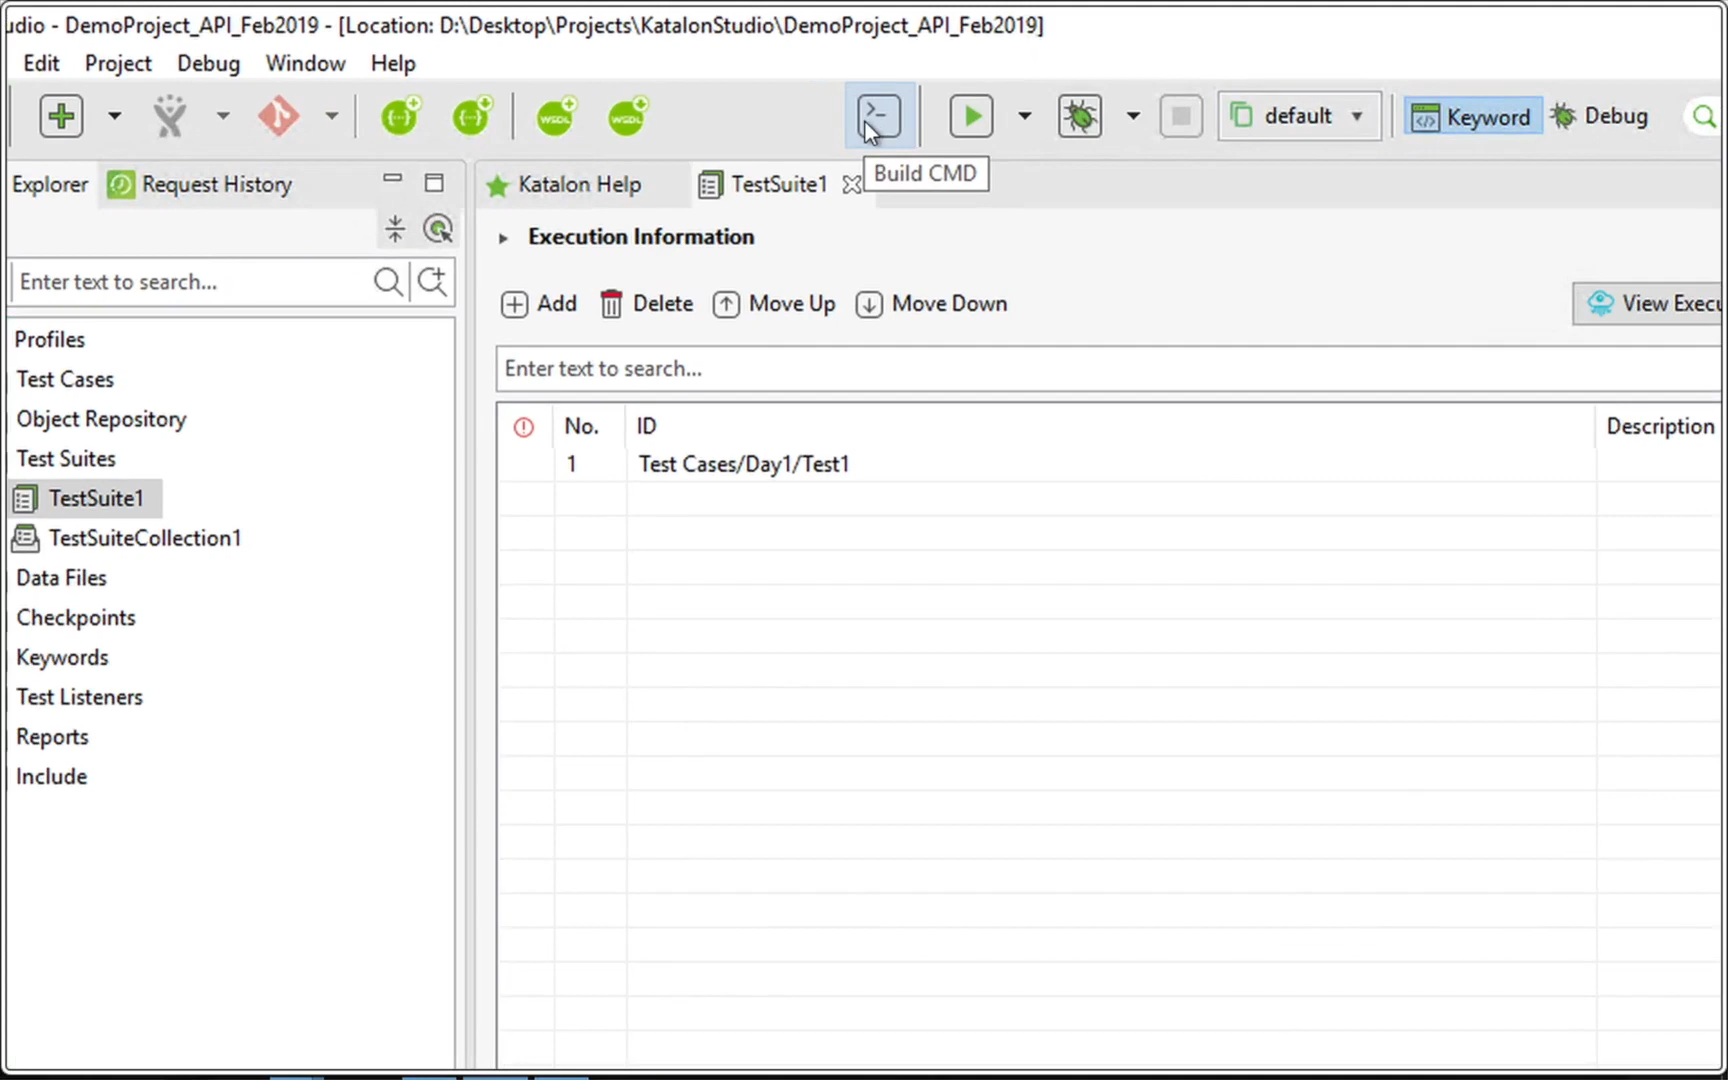 udio - DemoProject_API_Feb2019 - [Location: D:\Desktop\Projects\KatalonStudio\DemoProject_API_Feb2019]
Edit Project Debug Window Help
WSDL WSDL default Keyword Debug
Build CMD
Explorer Request History Katalon Help TestSuite1
Execution Information
Enter text to search...
Add Delete Move Up Move Down View Execu
Enter text to search...
Profiles
Test Cases
Object Repository
Test Suites
TestSuite1
TestSuiteCollection1
Data Files
Checkpoints
Keywords
Test Listeners
Reports
Include
No. ID Description
1 Test Cases/Day1/Test1